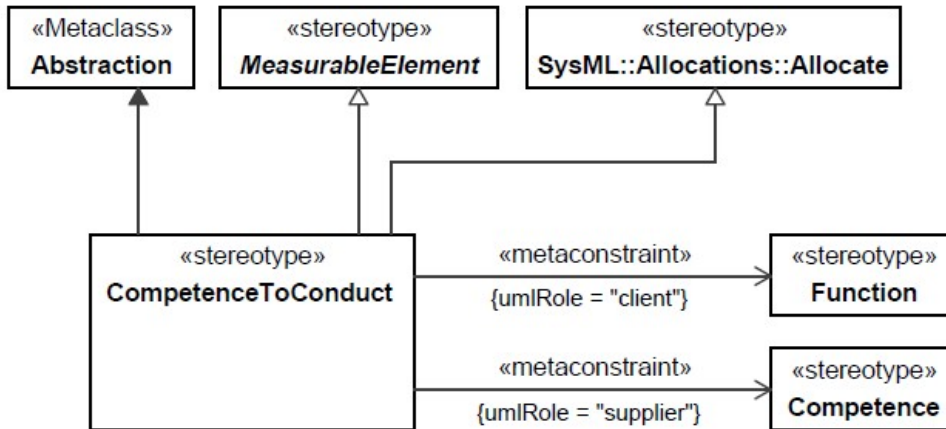 «Metaclass»
Abstraction
«stereotype»
MeasurableElement
«stereotype»
SysML::Allocations::Allocate
«stereotype»
CompetenceToConduct
«metaconstraint»
{umlRole = "client"}
«stereotype»
Function
«metaconstraint»
{umlRole = "supplier"}
«stereotype»
Competence